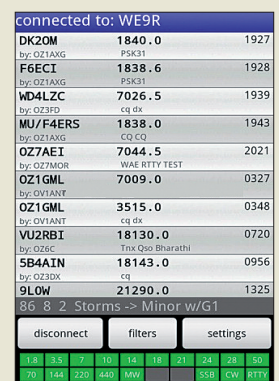 connected to: WE9R
DK2OM 1840.0 1927
by: OZ1AXG PSK31
F6ECI 1838.6 1928
by: OZ1AXG PSK31
WD4LZC 7026.5 1939
by: OZ3FD cq dx
MU/F4ERS 1838.0 1943
by: OZ1AXG CQ CQ
OZ7AEI 7044.5 2021
by: OZ7MOR WAE RTTY TEST
OZ1GML 7009.0 0327
by: OV1ANT
OZ1GML 3515.0 0348
by: OV1ANT cq dx
VU2RBI 18130.0 0720
by: OZ6C Tnx Qso Bharathi
5B4AIN 18143.0 0956
by: OZ3DX cq
9L0W 21290.0 1325
86 8 2 Storms -> Minor w/G1
disconnect filters settings
1.8 3.5 7 10 14 18 21 24 28 50
70 144 220 440 MW SSB CW RTTY